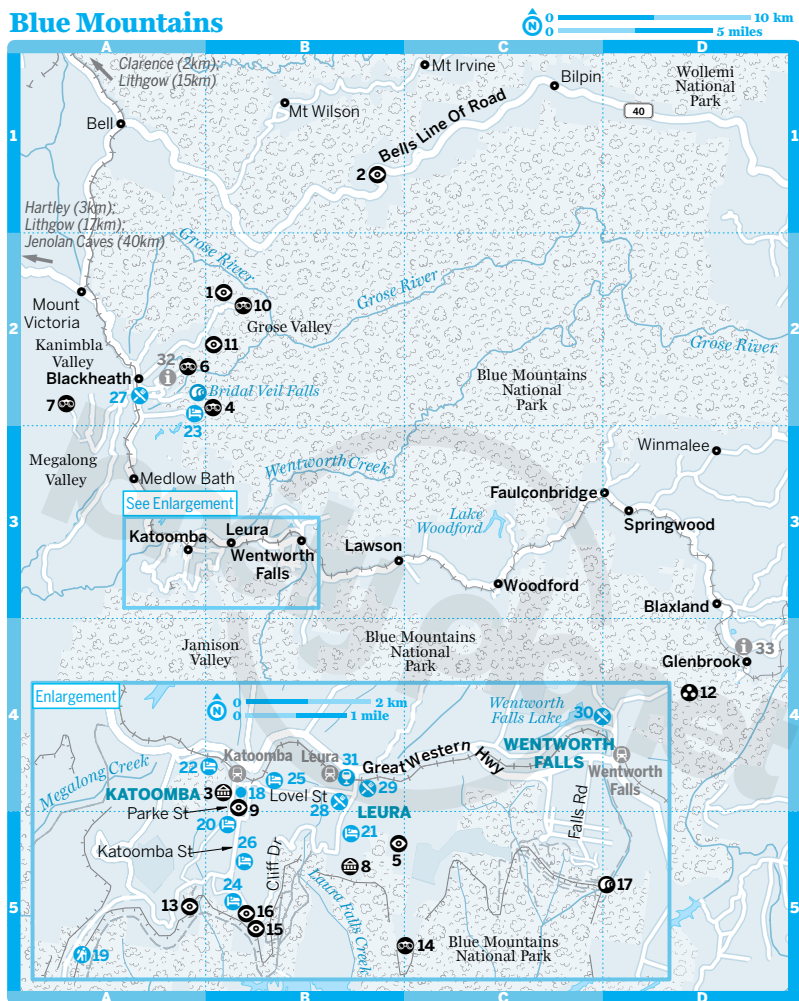 Blue Mountains
N
0
10 km
0
5 miles
A
B
C
D
Clarence (2km);
Lithgow (15km)
Mt Irvine
Bilpin
Wollemi
National
Park
Mt Wilson
Bell
40
Bells Line Of Road
1
1
2
Hartley (3km);
Lithgow (17km);
Jenolan Caves (40km)
Grose River
1
10
Grose River
Mount
Victoria
Grose Valley
2
2
11
Grose River
Kanimbla
Valley
32
6
Blackheath
Bridal Veil Falls
Blue Mountains
National
Park
27
7
4
23
Winmalee
Megalong
Valley
Wentworth Creek
Medlow Bath
Faulconbridge
See Enlargement
Springwood
3
3
Katoomba
Leura
Wentworth
Falls
Lawson
Lake
Woodford
Woodford
Blaxland
Jamison
Valley
Blue Mountains
National
Park
33
Glenbrook
Enlargement
12
N
0
2 km
0
1 mile
Wentworth
Falls Lake
30
4
4
WENTWORTH
FALLS
Great Western Hwy
Wentworth
Falls
Megalong Creek
22
Katoomba
Leura
31
25
29
KATOOMBA
3
18
Lovel St
28
LEURA
Parke St
9
20
21
Falls Rd
Katoomba St
26
Cliff Dr
8
5
24
17
13
16
15
Leura Falls Creek
5
5
14
Blue Mountains
National Park
19
A
B
C
D